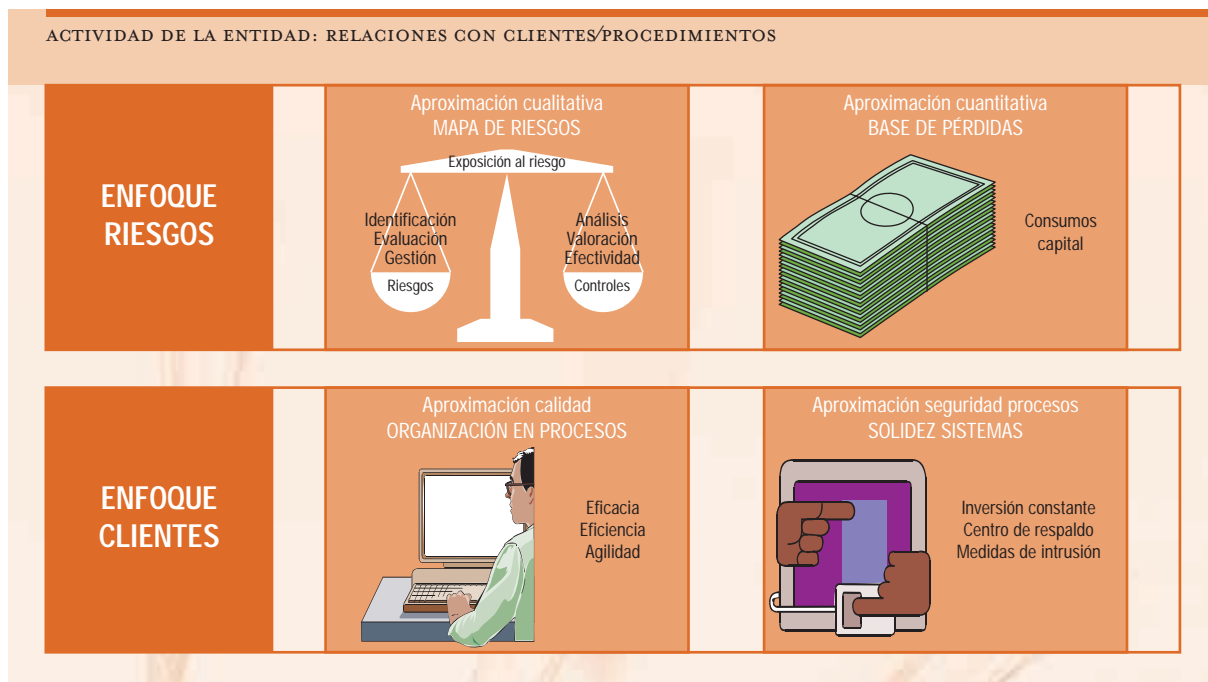 ACTIVIDAD DE LA ENTIDAD: RELACIONES CON CLIENTES/PROCEDIMIENTOS
ENFOQUE
RIESGOS
Aproximación cualitativa
MAPA DE RIESGOS
Exposición al riesgo
Identificación
Evaluación
Gestión
Riesgos
Análisis
Valoración
Efectividad
Controles
Aproximación cuantitativa
BASE DE PÉRDIDAS
Consumos
capital
ENFOQUE
CLIENTES
Aproximación calidad
ORGANIZACIÓN EN PROCESOS
Eficacia
Eficiencia
Agilidad
Aproximación seguridad procesos
SOLIDEZ SISTEMAS
Inversión constante
Centro de respaldo
Medidas de intrusión